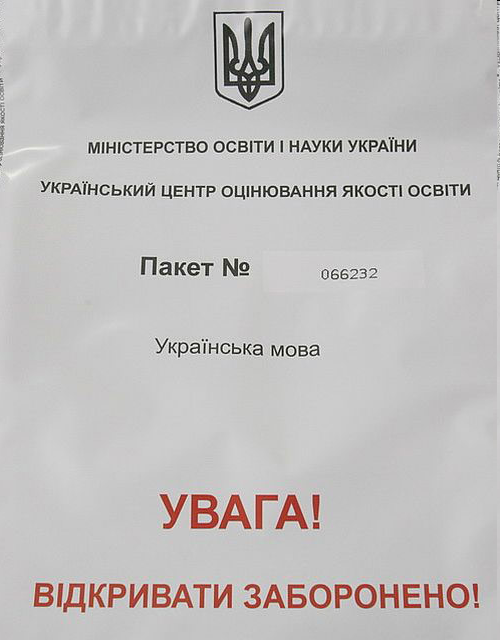 МІНІСТЕРСТВО ОСВІТИ І НАУКИ УКРАЇНИ
УКРАЇНСЬКИЙ ЦЕНТР ОЦІНЮВАННЯ ЯКОСТІ ОСВІТИ
Пакет № 066232
Українська мова
УВАГА!
ВІДКРИВАТИ ЗАБОРОНЕНО!